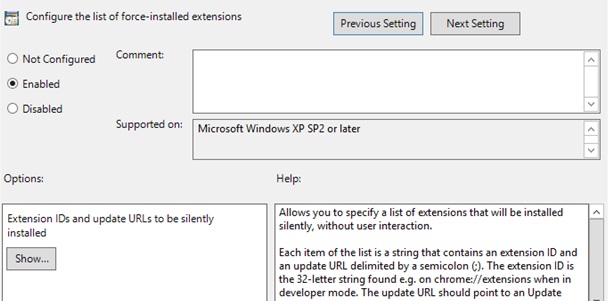 Configure the list of force-installed extensions
Previous Setting
Next Setting
Not Configured
Comment:
Enabled
Disabled
Supported on:
Microsoft Windows XP SP2 or later
Options:
Help:
Extension IDs and update URLs to be silently
installed
Show...
Allows you to specify a list of extensions that will be installed
silently, without user interaction.
Each item of the list is a string that contains an extension ID and
an update URL delimited by a semicolon (;). The extension ID is
the 32-letter string found e.g. on chrome://extensions when in
developer mode. The update URL should point to an Update